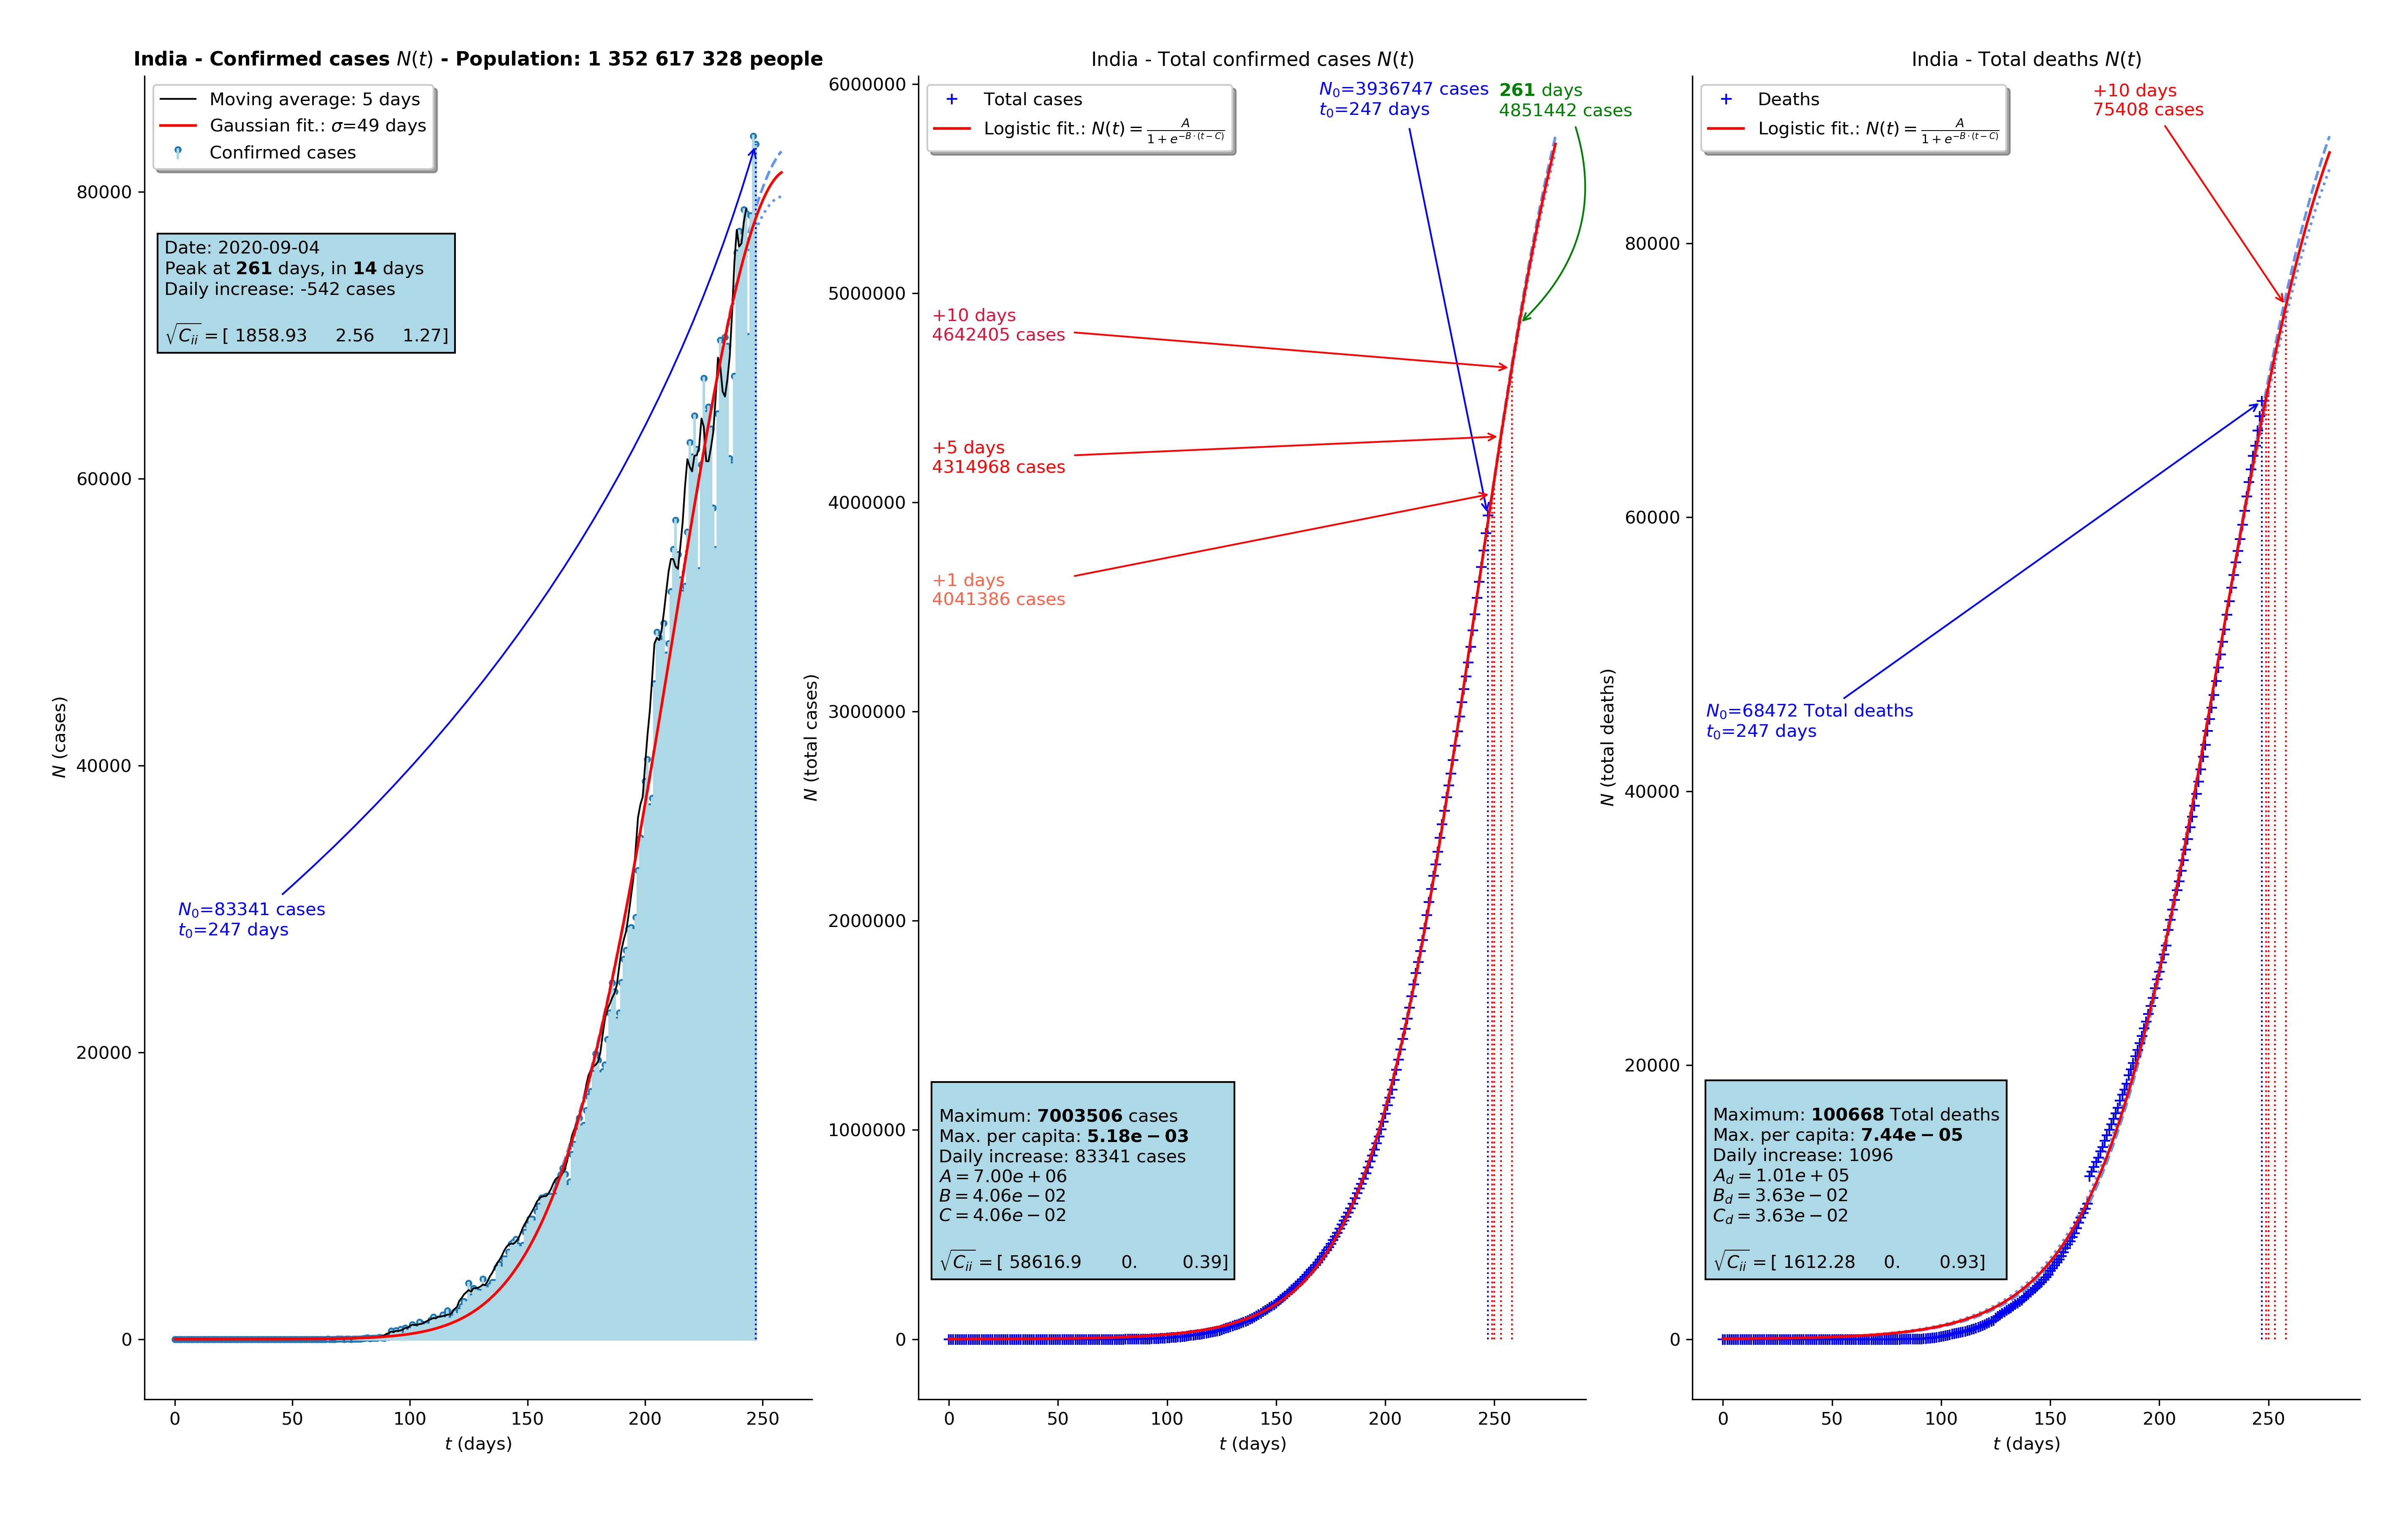 India - Confirmed cases N(t) - Population: 1 352 617 328 people
Moving average: 5 days
Gaussian fit.: σ=49 days
Confirmed cases
Date: 2020-09-04
Peak at 261 days, in 14 days
Daily increase: -542 cases
√C_ii = [ 1858.93 2.56 1.27]
N₀=83341 cases
t₀=247 days
80000
60000
40000
20000
0
N (cases)
0 50 100 150 200 250
t (days)
India - Total confirmed cases N(t)
Total cases
Logistic fit.: N(t) = A / (1 + e^(−B·(t−C)))
N₀=3936747 cases
t₀=247 days
261 days
4851442 cases
+10 days
4642405 cases
+5 days
4314968 cases
+1 days
4041386 cases
Maximum: 7003506 cases
Max. per capita: 5.18e − 03
Daily increase: 83341 cases
A = 7.00e + 06
B = 4.06e − 02
C = 4.06e − 02
√C_ii = [ 58616.9 0. 0.39]
6000000
5000000
4000000
3000000
2000000
1000000
0
N (total cases)
0 50 100 150 200 250
t (days)
India - Total deaths N(t)
Deaths
Logistic fit.: N(t) = A / (1 + e^(−B·(t−C)))
+10 days
75408 cases
N₀=68472 Total deaths
t₀=247 days
Maximum: 100668 Total deaths
Max. per capita: 7.44e − 05
Daily increase: 1096
A_d = 1.01e + 05
B_d = 3.63e − 02
C_d = 3.63e − 02
√C_ii = [ 1612.28 0. 0.93]
80000
60000
40000
20000
0
N (total deaths)
0 50 100 150 200 250
t (days)